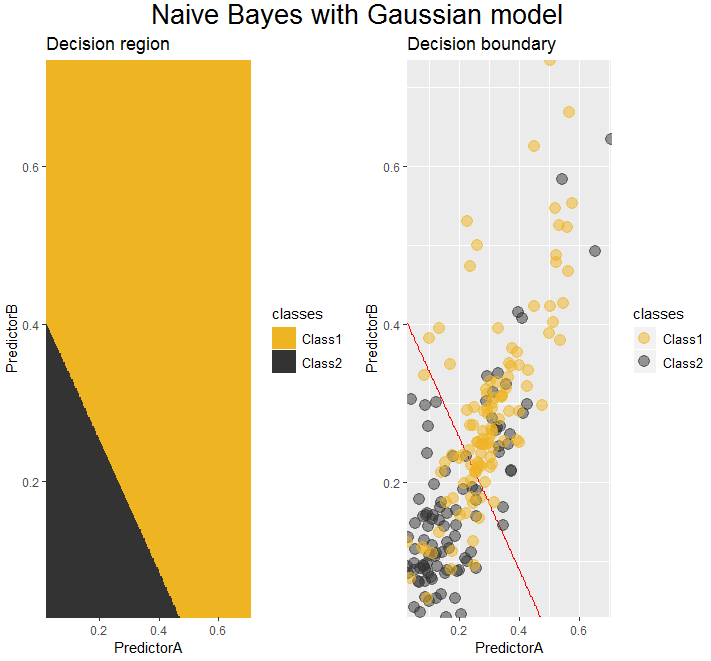 Naive Bayes with Gaussian model
Decision region
PredictorB
0.6
0.4
0.2
0.2 0.4 0.6
PredictorA
classes
Class1
Class2
Decision boundary
PredictorB
0.6
0.4
0.2
0.2 0.4 0.6
PredictorA
classes
Class1
Class2